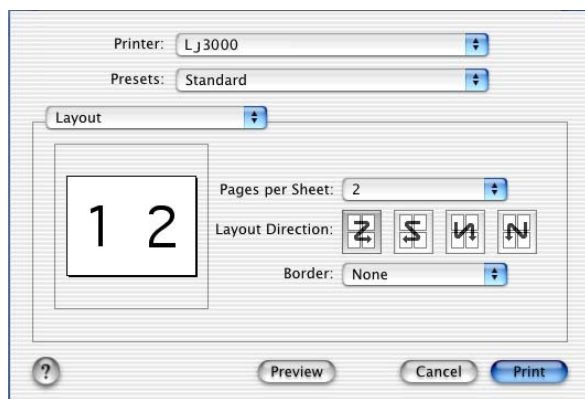 Printer: LJ3000
Presets: Standard
Layout
1 2
Pages per Sheet: 2
Layout Direction:
Border: None
?
Preview Cancel Print